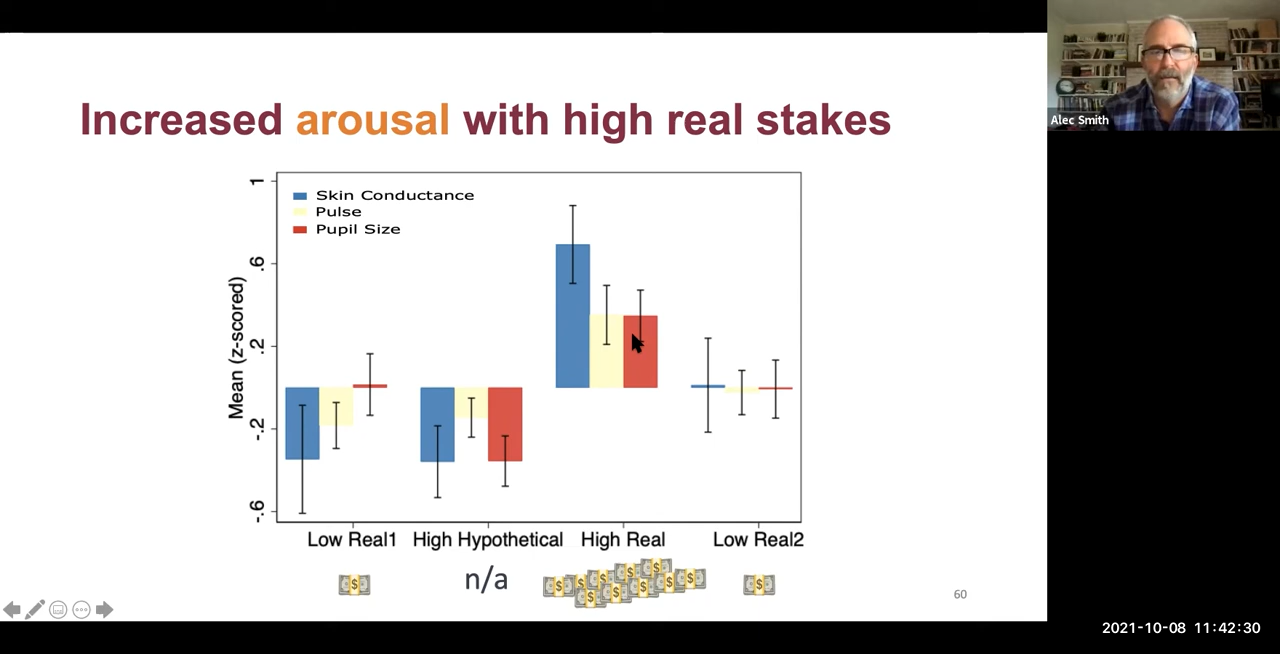 Increased arousal with high real stakes
Alec Smith
Skin Conductance
Pulse
Pupil Size
Mean (z-scored)
1
.6
.2
-.2
-.6
Low Real1
High Hypothetical
High Real
Low Real2
n/a
60
2021-10-08 11:42:30